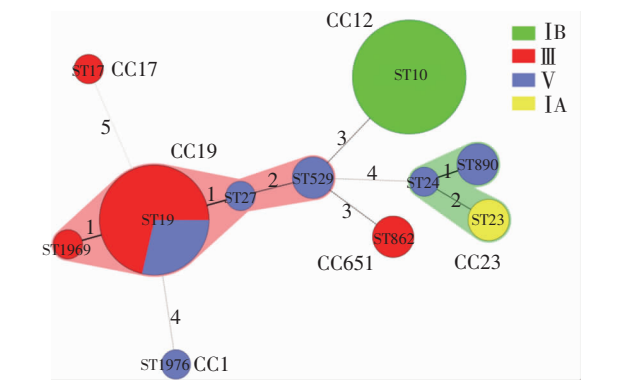 CC12
ⅠB
Ⅲ
Ⅴ
ⅠA
ST17 CC17
ST10
5
3
CC19
ST890
1
2
4
ST24
ST529
1
ST27
2
ST23
3
ST19
1
ST1969
ST862
CC651
CC23
4
ST1976 CC1